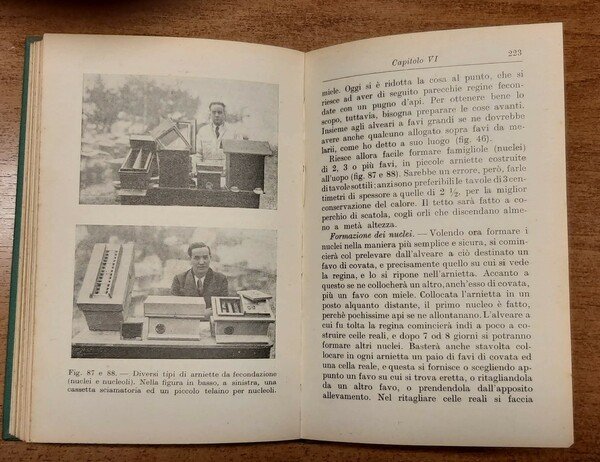 Fig. 87 e 88. — Diversi tipi di arniette da fecondazione
(nuclei e nucleoli). Nella figura in basso, a sinistra, una
cassetta sciamatoria ed un piccolo telaino per nucleoli.
Capitolo VI 223
miele. Oggi si è ridotta la cosa al punto, che si
riesce ad aver di seguito parecchie regine fecon-
date con un pugno d'api. Per ottenere bene lo
scopo, tuttavia, bisogna preparare le cose avanti.
Insieme agli alveari a favi grandi se ne dovrebbe
avere anche qualcuno allogato sopra favi da me-
larii, come ho detto a suo luogo (fig. 46).
Riesce allora facile formare famigliole (nuclei)
di 2, 3 o più favi, in piccole arniette costruite
all'uopo (fig. 87 e 88). Sarebbe un errore, però, farle
di tavole sottili; anzi sono preferibili le tavole di 3 cen-
timetri di spessore a quelle di 2 ½, per la miglior
conservazione del calore. Il tetto sarà fatto a co-
perchio di scatola, cogli orli che discendano alme-
no a metà altezza.
Formazione dei nuclei. — Volendo ora formare i
nuclei nella maniera più semplice e sicura, si comin-
cierà col prelevare dall'alveare a ciò destinato un
favo di covata, e precisamente quello su cui si vede
la regina, e lo si ripone nell'arnietta. Accanto a
questo se ne collocherà un altro, anch'esso di covata,
più un favo con miele. Collocata l'arnietta in un
posto alquanto distante, il primo nucleo è fatto,
perchè pochissime api se ne allontanano. L'alveare a
cui fu tolta la regina comincierà indi a poco a costru-
ire celle reali, e dopo 7 od 8 giorni si potranno
formare altri nuclei. Basterà anche stavolta col-
locare in ogni arnietta un paio di favi di covata ed
una cella reale, e questa si fornisce o scegliendo ap-
punto un favo su cui si trova eretta, o ritagliandola
da un altro favo, o prendendola dall'apposito
allevamento. Nel ritagliare celle reali si faccia